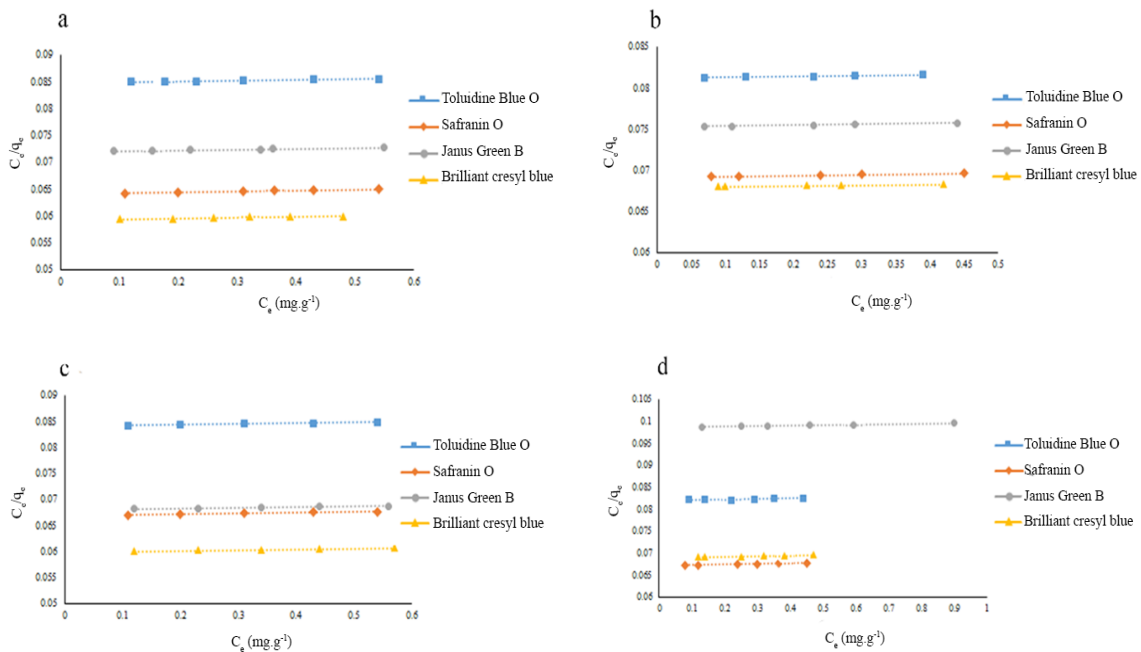 a
0.09
0.085
0.08
0.075
0.07
0.065
0.06
0.055
0.05
Ce/qe
0 0.1 0.2 0.3 0.4 0.5 0.6
Ce (mg.g-1)
Toluidine Blue O
Safranin O
Janus Green B
Brilliant cresyl blue
b
0.085
0.08
0.075
0.07
0.065
0.06
Ce/qe
0 0.05 0.1 0.15 0.2 0.25 0.3 0.35 0.4 0.45 0.5
Ce (mg.g-1)
Toluidine Blue O
Safranin O
Janus Green B
Brilliant cresyl blue
c
0.09
0.085
0.08
0.075
0.07
0.065
0.06
0.055
0.05
Ce/qe
0 0.1 0.2 0.3 0.4 0.5 0.6
Ce (mg.g-1)
Toluidine Blue O
Safranin O
Janus Green B
Brilliant cresyl blue
d
0.105
0.1
0.095
0.09
0.085
0.08
0.075
0.07
0.065
0.06
Ce/qe
0 0.1 0.2 0.3 0.4 0.5 0.6 0.7 0.8 0.9 1
Ce (mg.g-1)
Toluidine Blue O
Safranin O
Janus Green B
Brilliant cresyl blue